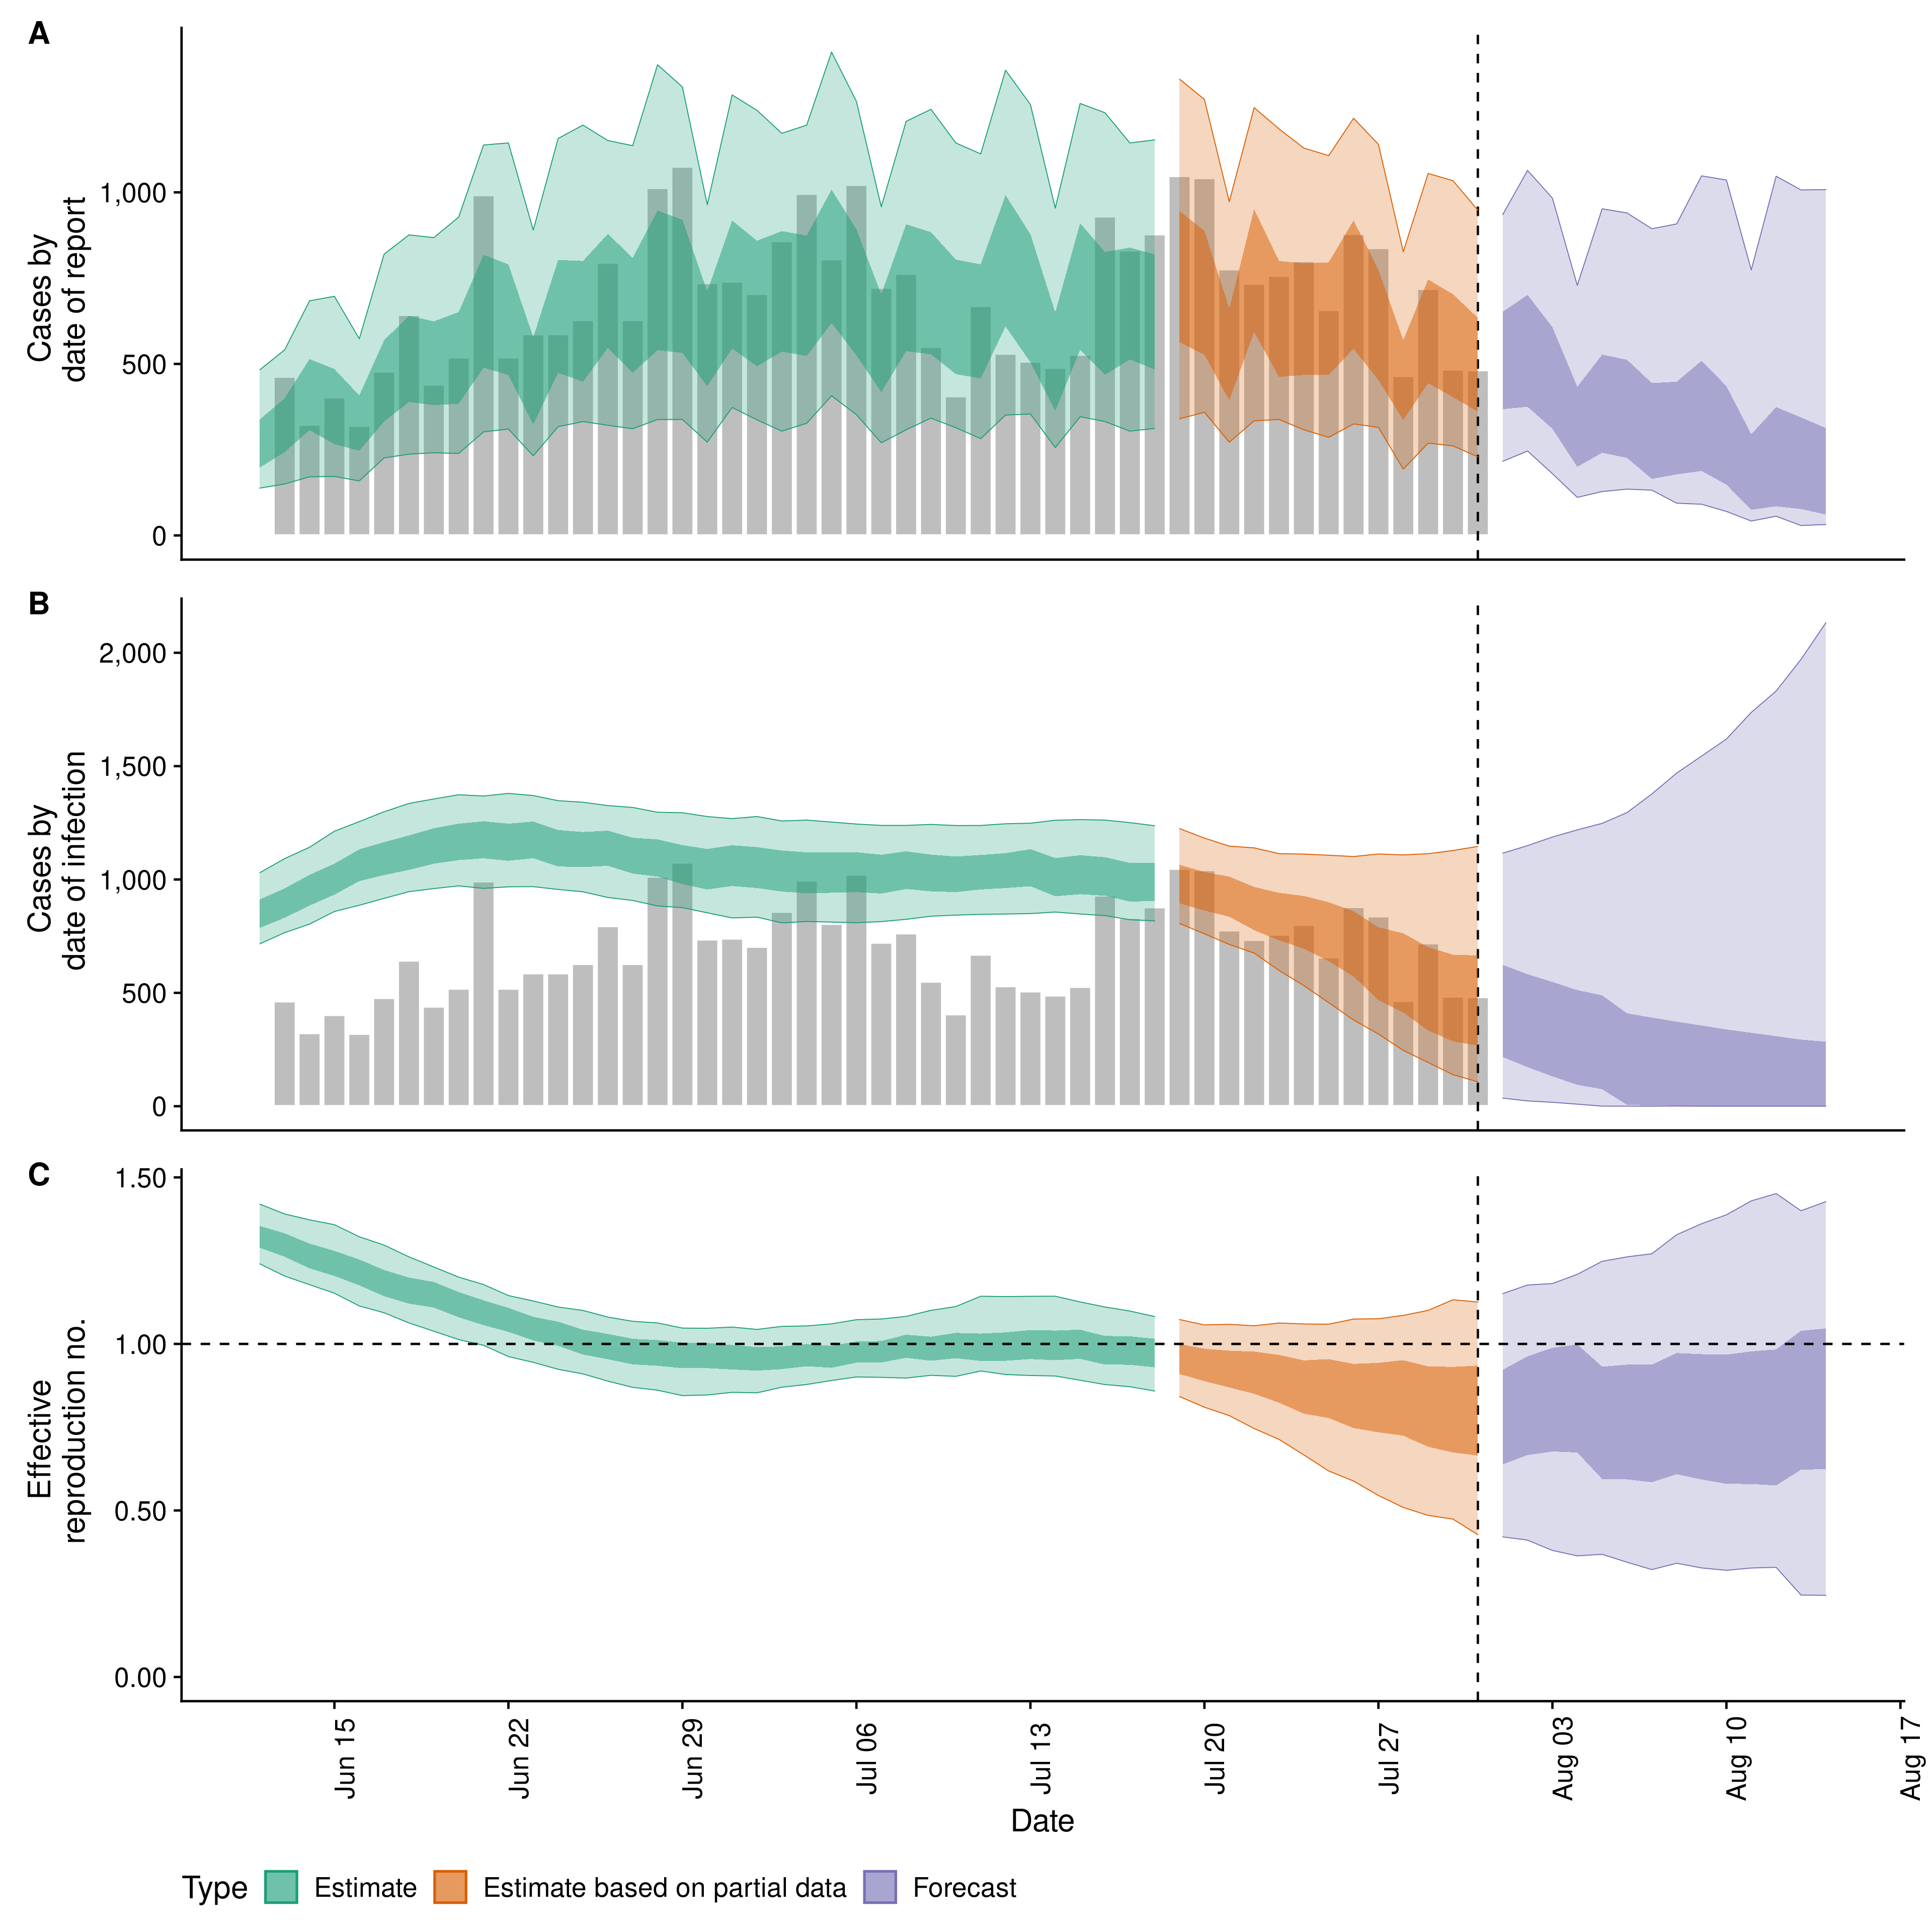 A
Cases by
date of report
1,000
500
0
B
Cases by
date of infection
2,000
1,500
1,000
500
0
C
Effective
reproduction no.
1.50
1.00
0.50
0.00
Jun 15
Jun 22
Jun 29
Jul 06
Jul 13
Jul 20
Jul 27
Aug 03
Aug 10
Aug 17
Date
Type Estimate Estimate based on partial data Forecast